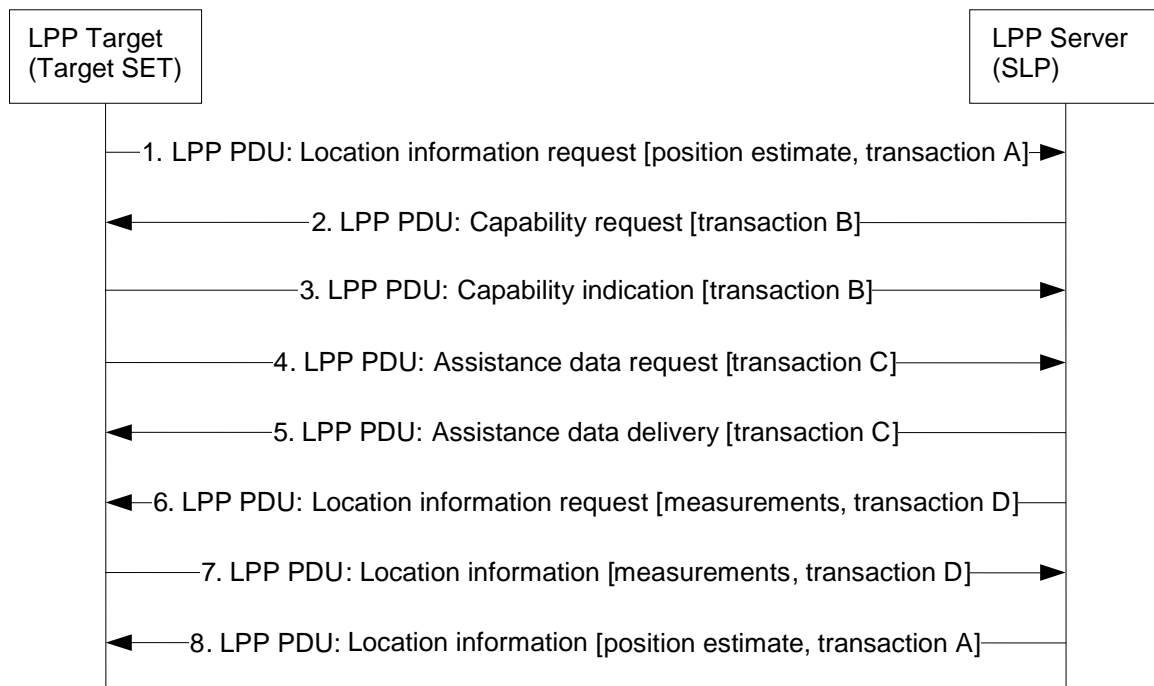 LPP Target
(Target SET)
LPP Server
(SLP)
1. LPP PDU: Location information request [position estimate, transaction A]
2. LPP PDU: Capability request [transaction B]
3. LPP PDU: Capability indication [transaction B]
4. LPP PDU: Assistance data request [transaction C]
5. LPP PDU: Assistance data delivery [transaction C]
6. LPP PDU: Location information request [measurements, transaction D]
7. LPP PDU: Location information [measurements, transaction D]
8. LPP PDU: Location information [position estimate, transaction A]